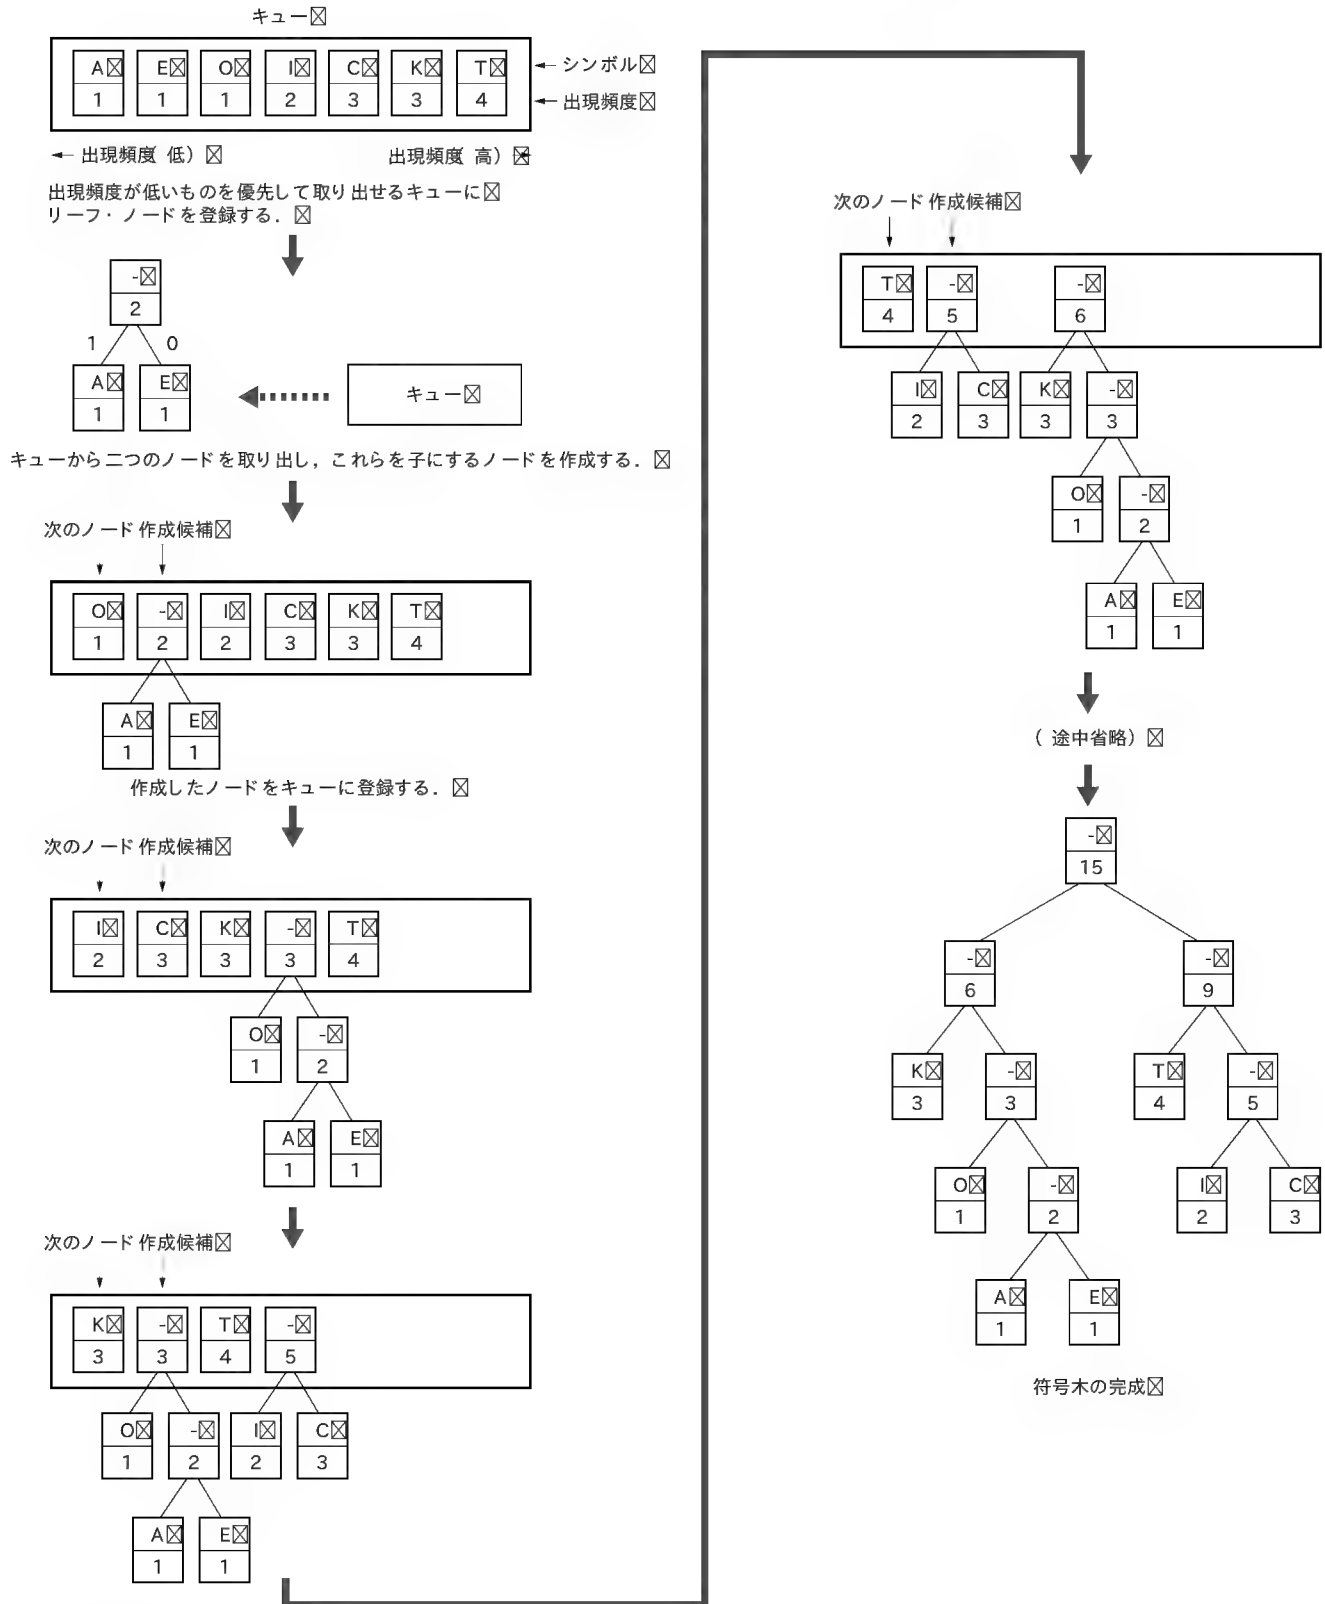 キュー
A E O I C K T ← シンボル
1 1 1 2 3 3 4 ← 出現頻度
← 出現頻度(低) 出現頻度(高) →
出現頻度が低いものを優先して取り出せるキューに
リーフ・ノードを登録する．
-
2
1 0
A E
1 1
キュー
キューから二つのノードを取り出し，これらを子にするノードを作成する．
次のノード作成候補
O - I C K T
1 2 2 3 3 4
A E
1 1
作成したノードをキューに登録する．
次のノード作成候補
I C K - T
2 3 3 3 4
O -
1 2
A E
1 1
次のノード作成候補
K - T -
3 3 4 5
O - I C
1 2 2 3
A E
1 1
次のノード作成候補
T - -
4 5 6
I C K -
2 3 3 3
O -
1 2
A E
1 1
(途中省略)
-
15
- -
6 9
K - T -
3 3 4 5
O - I C
1 2 2 3
A E
1 1
符号木の完成